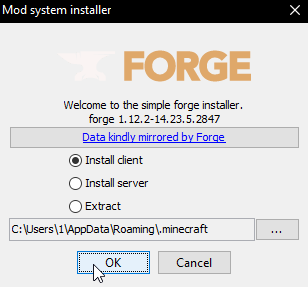 Mod system installer
FORGE
Welcome to the simple forge installer.
forge 1.12.2-14.23.5.2847
Data kindly mirrored by Forge
Install client
Install server
Extract
C:\Users\1\AppData\Roaming\.minecraft
...
OK
Cancel